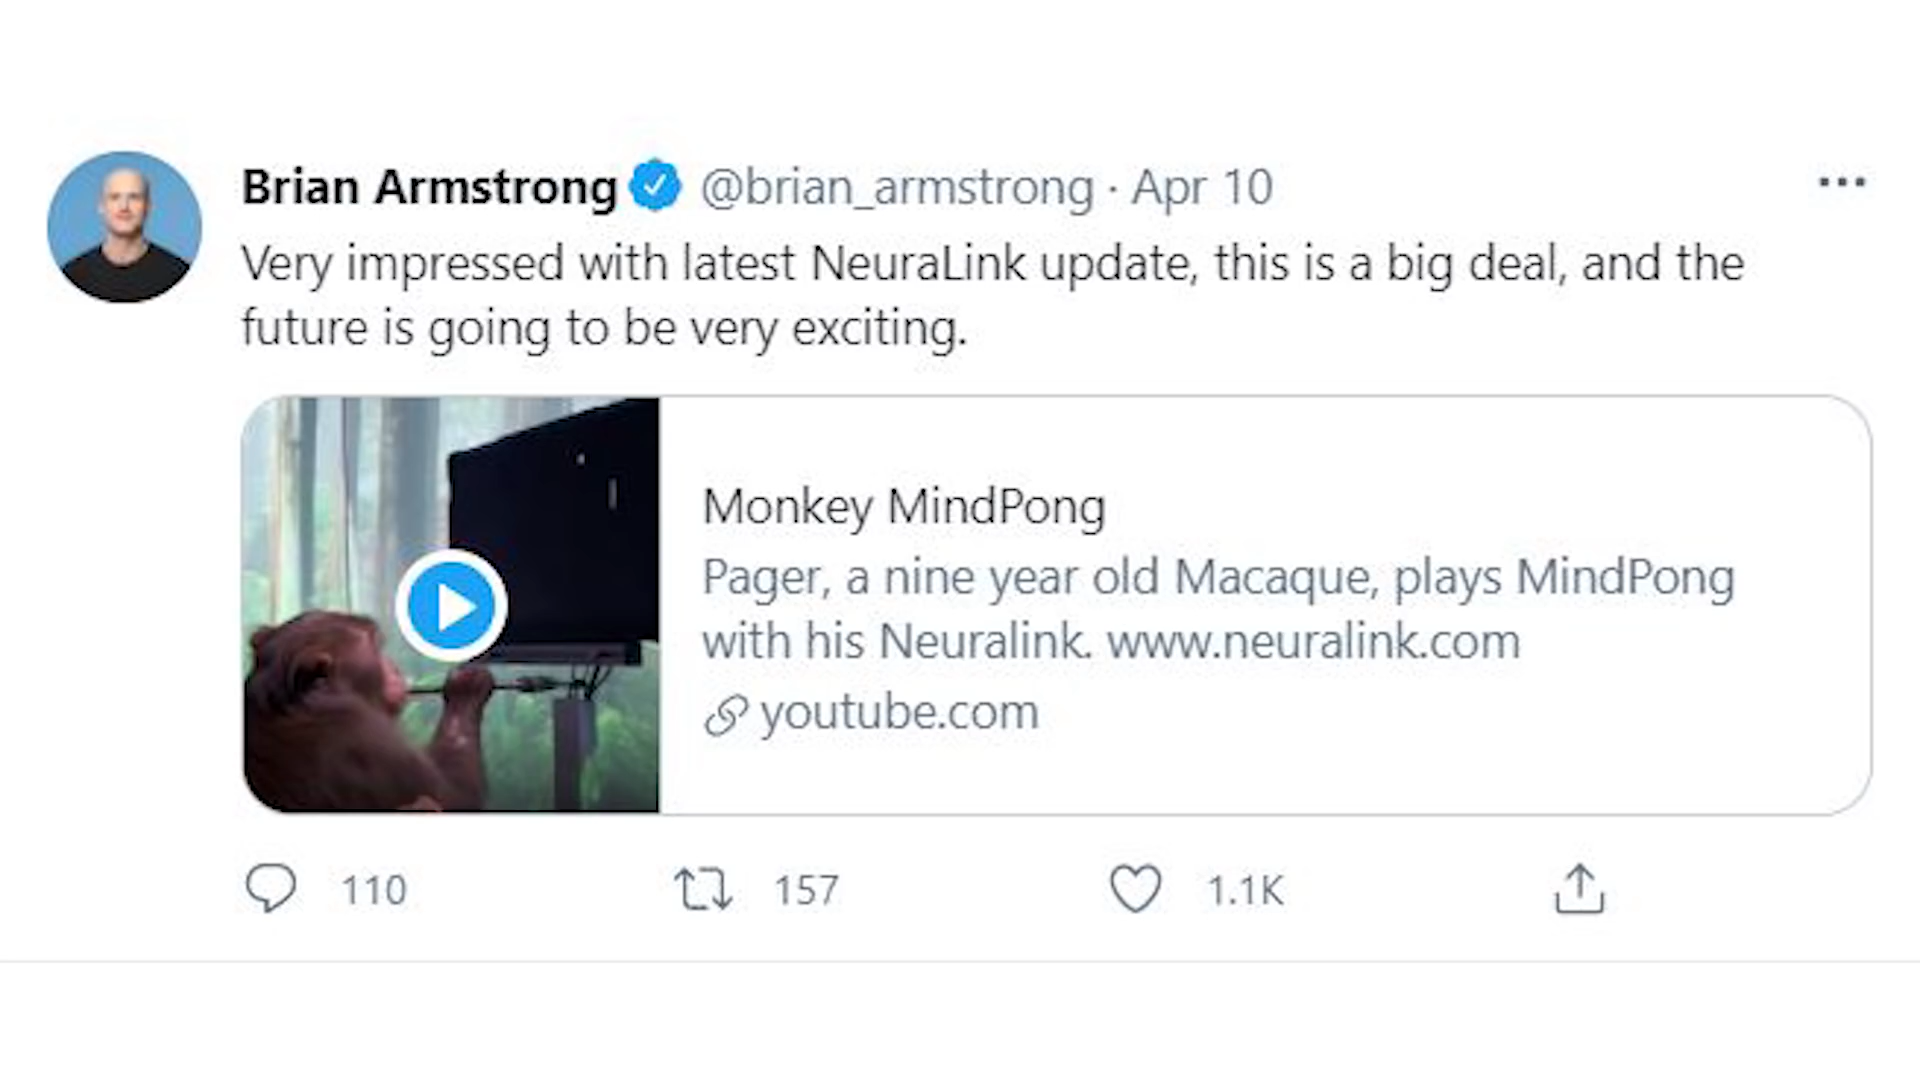 Brian Armstrong @brian_armstrong · Apr 10
Very impressed with latest NeuraLink update, this is a big deal, and the
future is going to be very exciting.
Monkey MindPong
Pager, a nine year old Macaque, plays MindPong
with his Neuralink. www.neuralink.com
youtube.com
110 157 1.1K